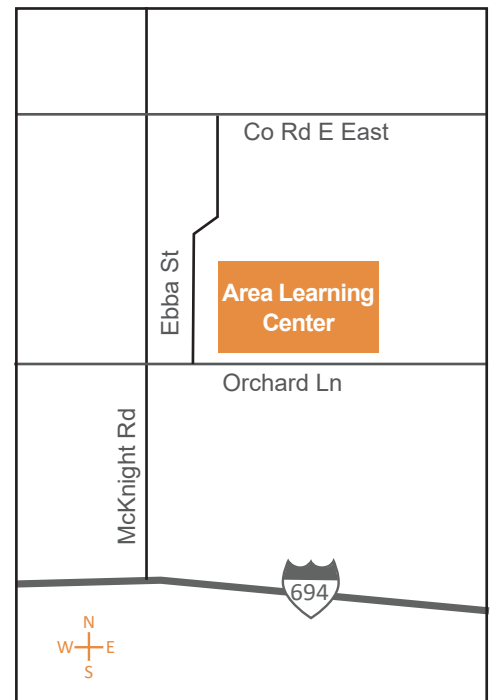 Co Rd E East
Ebba St
Area Learning
Center
Orchard Ln
McKnight Rd
694
N
W E
S